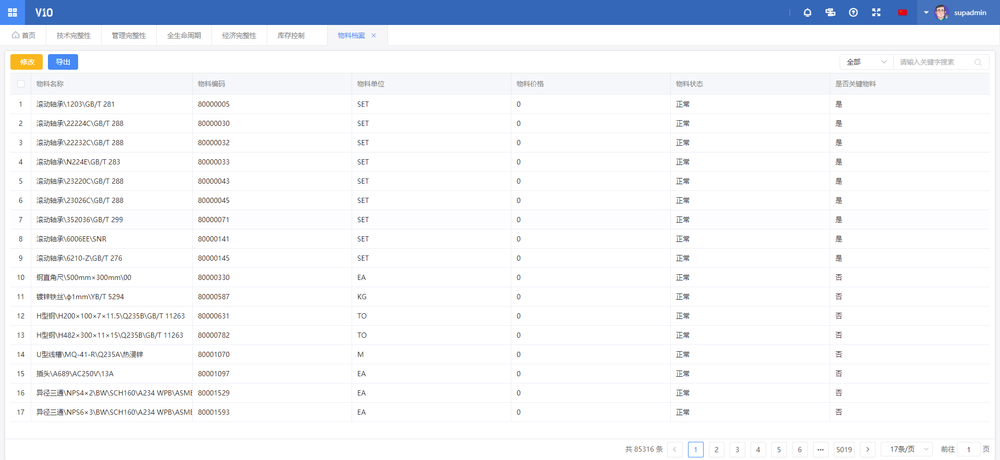 V10
supadmin
首页 技术完整性 管理完整性 全生命周期 经济完整性 库存控制 物料档案
修改 导出 全部 请输入关键字搜索
物料名称 物料编码 物料单位 物料价格 物料状态 是否关键物料
1 滚动轴承\1203\GB/T 281 80000005 SET 0 正常 是
2 滚动轴承\22224C\GB/T 288 80000030 SET 0 正常 是
3 滚动轴承\22232C\GB/T 288 80000032 SET 0 正常 是
4 滚动轴承\N224E\GB/T 283 80000033 SET 0 正常 是
5 滚动轴承\23220C\GB/T 288 80000043 SET 0 正常 是
6 滚动轴承\23026C\GB/T 288 80000045 SET 0 正常 是
7 滚动轴承\352036\GB/T 299 80000071 SET 0 正常 是
8 滚动轴承\6006EE\SNR 80000141 SET 0 正常 是
9 滚动轴承\6210-Z\GB/T 276 80000145 SET 0 正常 是
10 钢直角尺\500mm×300mm\00 80000330 EA 0 正常 否
11 镀锌铁丝\φ1mm\YB/T 5294 80000587 KG 0 正常 否
12 H型钢\H200×100×7×11.5\Q235B\GB/T 11263 80000631 TO 0 正常 否
13 H型钢\H482×300×11×15\Q235B\GB/T 11263 80000782 TO 0 正常 否
14 U型线槽\MQ-41-R\Q235A\热浸锌 80001070 M 0 正常 否
15 插头\A689\AC250V\13A 80001097 EA 0 正常 否
16 异径三通\NPS4×2\BW\SCH160\A234 WPB\ASME 80001529 EA 0 正常 否
17 异径三通\NPS6×3\BW\SCH160\A234 WPB\ASME 80001593 EA 0 正常 否
共 85316 条 1 2 3 4 5 6 ••• 5019 17条/页 前往 1 页